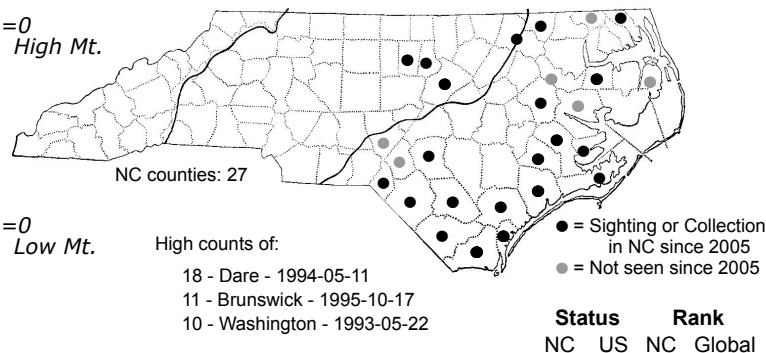 =0
High Mt.
NC counties: 27
=0
Low Mt.
High counts of:
18 - Dare - 1994-05-11
11 - Brunswick - 1995-10-17
10 - Washington - 1993-05-22
● = Sighting or Collection
in NC since 2005
● = Not seen since 2005
Status Rank
NC US NC Global